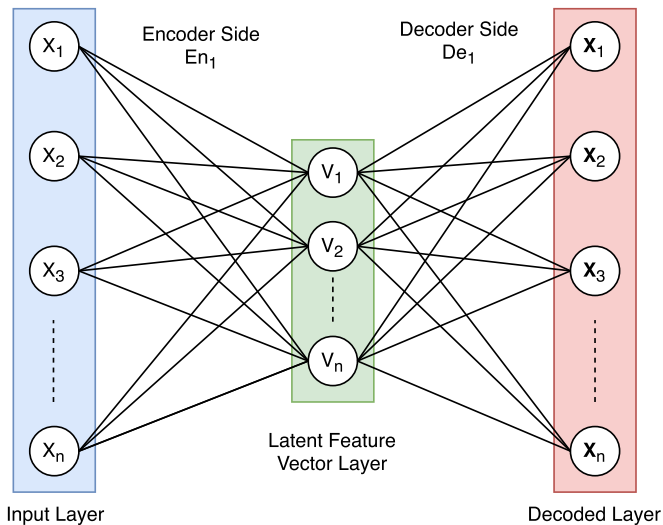 Encoder Side
En₁
Decoder Side
De₁
X₁
X₂
X₃
Xₙ
V₁
V₂
Vₙ
X₁
X₂
X₃
Xₙ
Latent Feature
Vector Layer
Input Layer
Decoded Layer